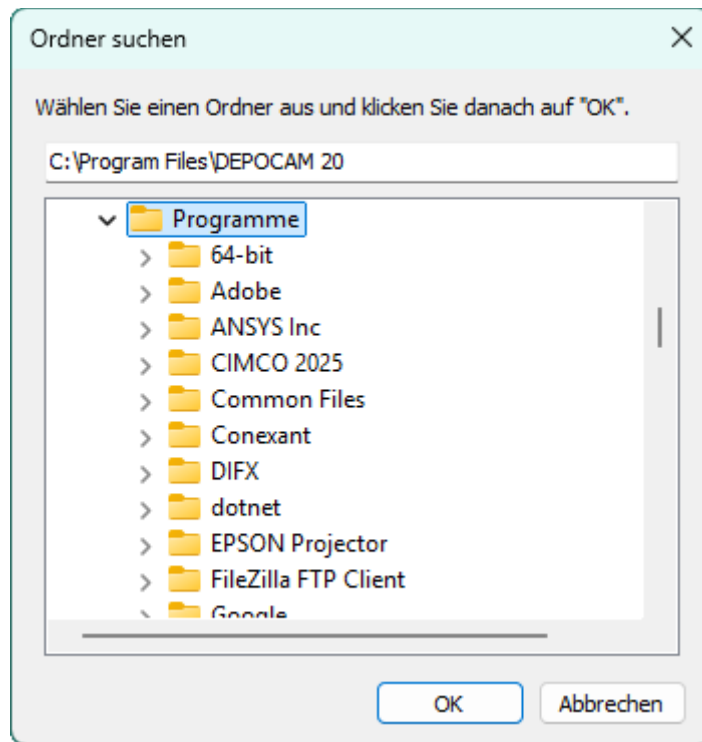 Ordner suchen
Wählen Sie einen Ordner aus und klicken Sie danach auf "OK".
C:\Program Files\DEPOCAM 20
Programme
64-bit
Adobe
ANSYS Inc
CIMCO 2025
Common Files
Conexant
DIFX
dotnet
EPSON Projector
FileZilla FTP Client
Google
OK Abbrechen